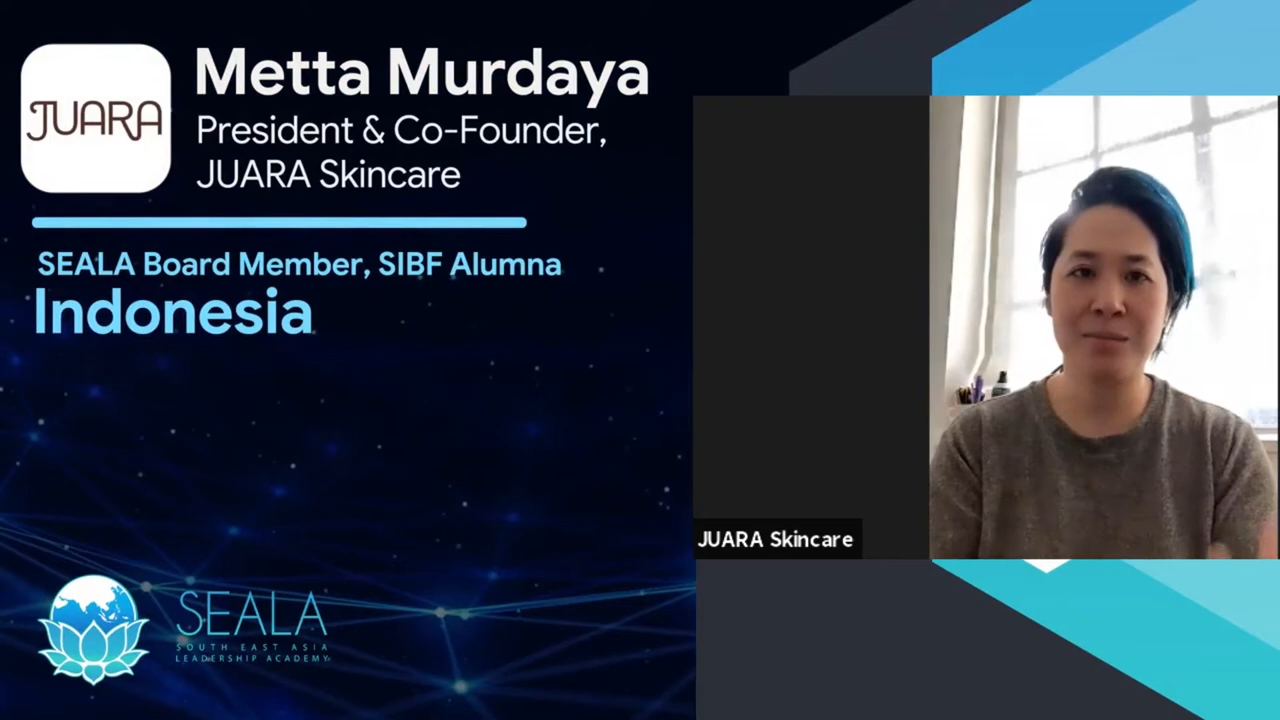 JUARA
Metta Murdaya
President & Co-Founder,
JUARA Skincare
SEALA Board Member, SIBF Alumna
Indonesia
JUARA Skincare
SEALA
SOUTH EAST ASIA
LEADERSHIP ACADEMY